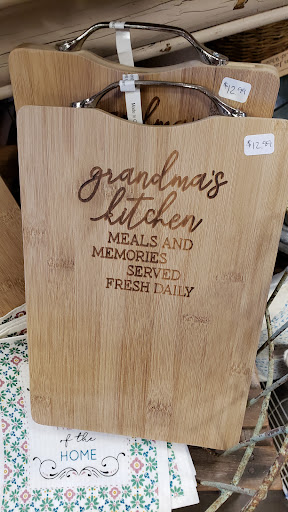 $12.99
$12.99
grandma's
kitchen
MEALS AND
MEMORIES
SERVED
FRESH DAILY
of the
HOME